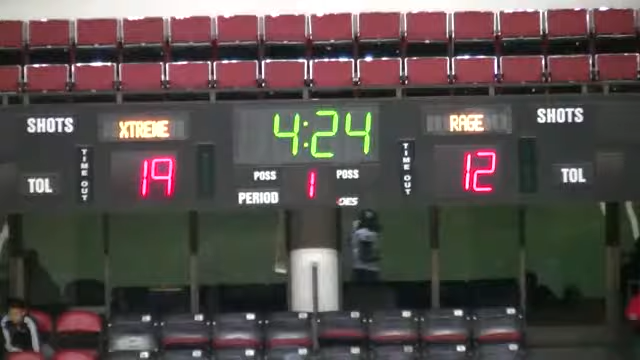 SHOTS XTREME 4:24 RAGE SHOTS
TIME OUT 19 POSS POSS TIME OUT 12
TOL PERIOD 1 TOL